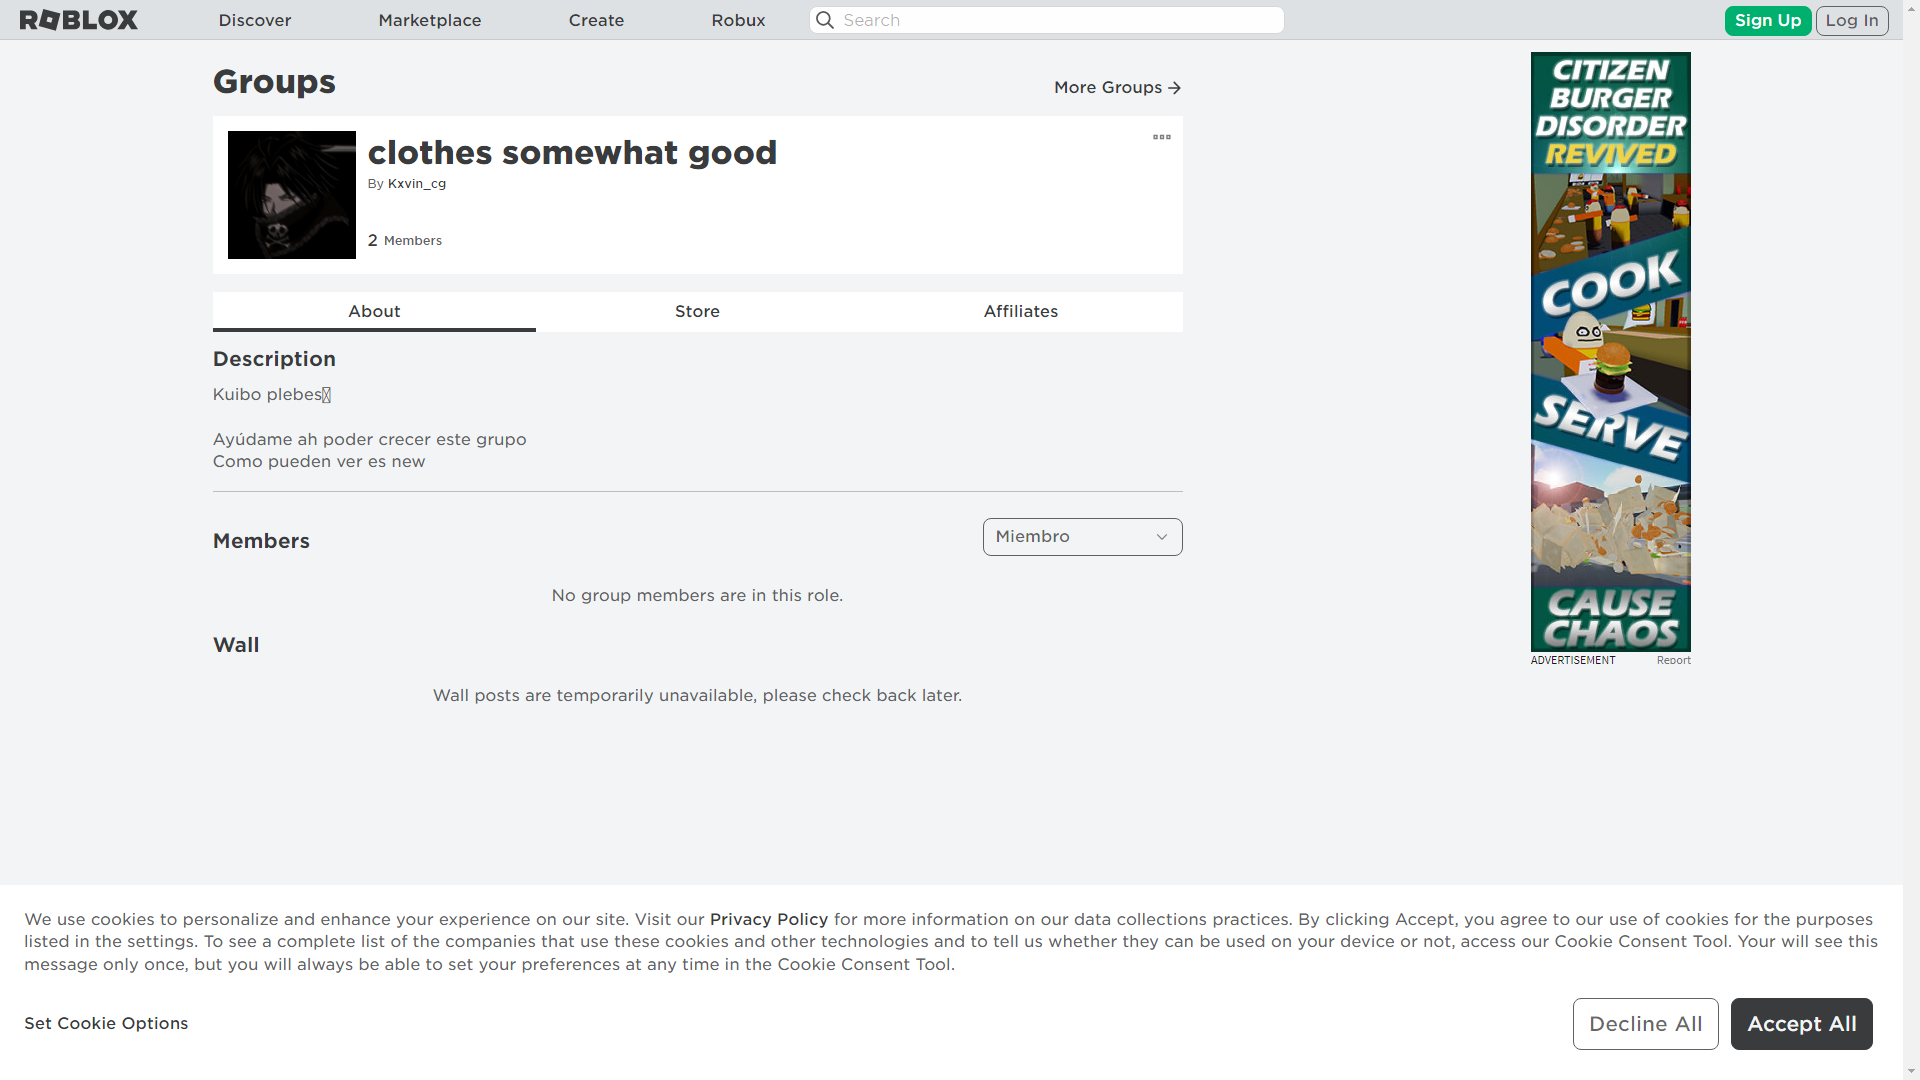 ROBLOX
Discover
Marketplace
Create
Robux
Search
Sign Up
Log In
Groups
More Groups
clothes somewhat good
By Kxvin_cg
2 Members
About
Store
Affiliates
Description
Kuibo plebes
Ayúdame ah poder crecer este grupo
Como pueden ver es new
Members
Miembro
No group members are in this role.
Wall
Wall posts are temporarily unavailable, please check back later.
CITIZEN
BURGER
DISORDER
REVIVED
COOK
SERVE
CAUSE
CHAOS
ADVERTISEMENT
Report
We use cookies to personalize and enhance your experience on our site. Visit our Privacy Policy for more information on our data collections practices. By clicking Accept, you agree to our use of cookies for the purposes
listed in the settings. To see a complete list of the companies that use these cookies and other technologies and to tell us whether they can be used on your device or not, access our Cookie Consent Tool. Your will see this
message only once, but you will always be able to set your preferences at any time in the Cookie Consent Tool.
Set Cookie Options
Decline All
Accept All